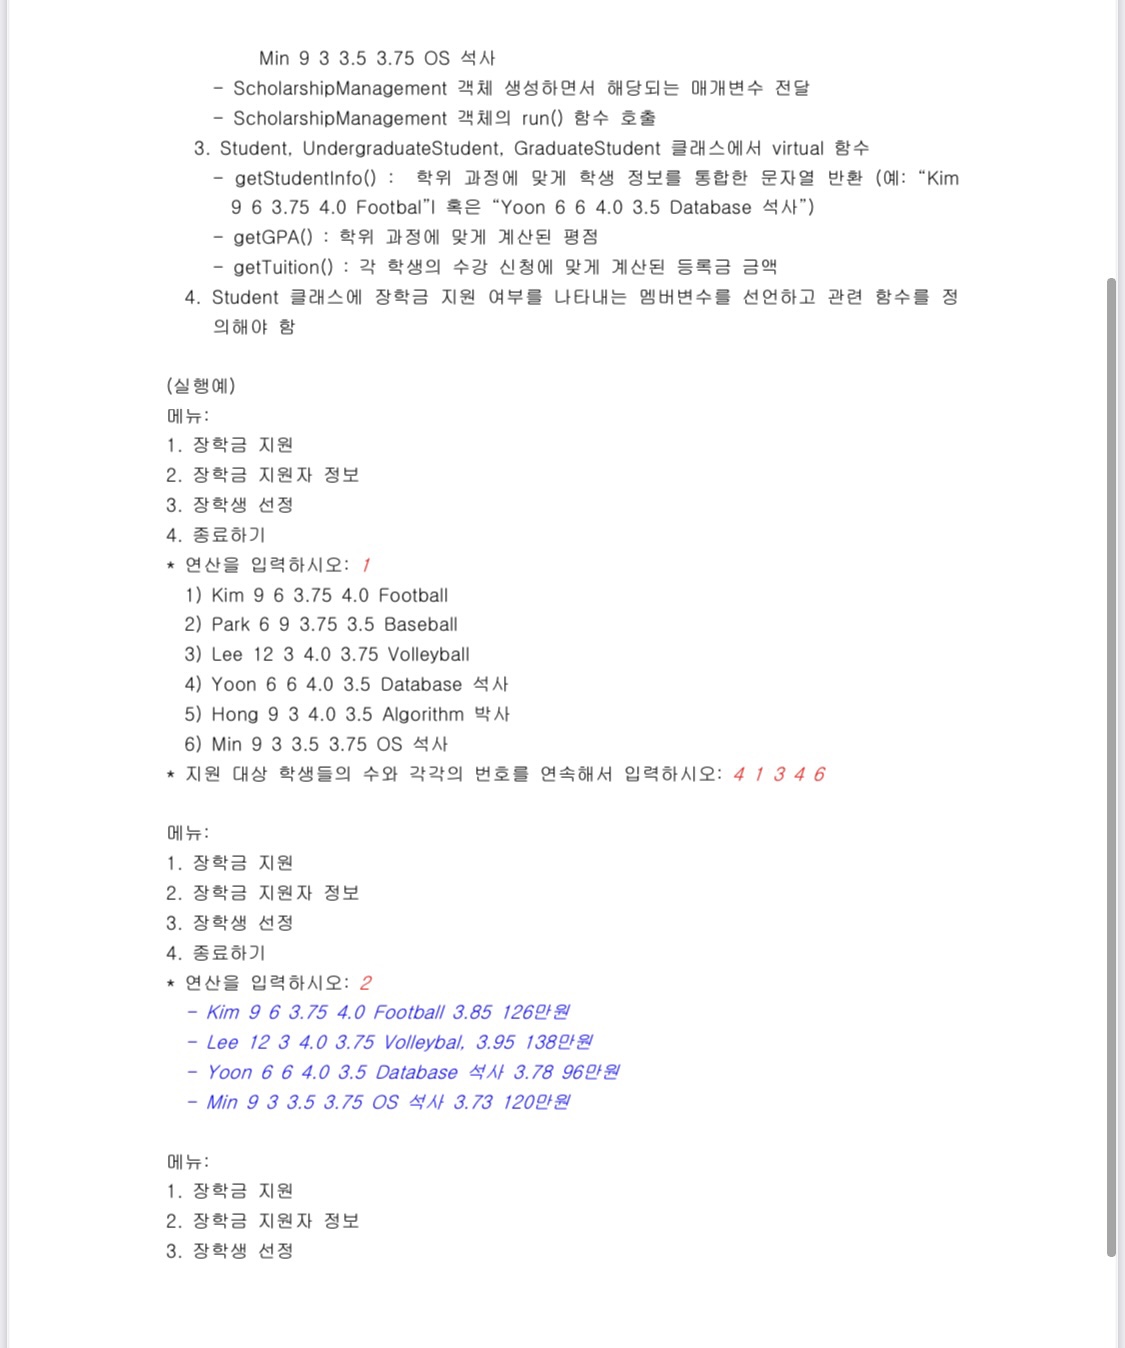 Min 9 3 3.5 3.75 OS 석사
- ScholarshipManagement 객체 생성하면서 해당되는 매개변수 전달
- ScholarshipManagement 객체의 run() 함수 호출
3. Student, UndergraduateStudent, GraduateStudent 클래스에서 virtual 함수
- getStudentInfo() : 학위 과정에 맞게 학생 정보를 통합한 문자열 반환 (예: “Kim
9 6 3.75 4.0 Footbal”l 혹은 “Yoon 6 6 4.0 3.5 Database 석사”)
- getGPA() : 학위 과정에 맞게 계산된 평점
- getTuition() : 각 학생의 수강 신청에 맞게 계산된 등록금 금액
4. Student 클래스에 장학금 지원 여부를 나타내는 멤버변수를 선언하고 관련 함수를 정
의해야 함
(실행예)
메뉴:
1. 장학금 지원
2. 장학금 지원자 정보
3. 장학생 선정
4. 종료하기
* 연산을 입력하시오: 1
1) Kim 9 6 3.75 4.0 Football
2) Park 6 9 3.75 3.5 Baseball
3) Lee 12 3 4.0 3.75 Volleyball
4) Yoon 6 6 4.0 3.5 Database 석사
5) Hong 9 3 4.0 3.5 Algorithm 박사
6) Min 9 3 3.5 3.75 OS 석사
* 지원 대상 학생들의 수와 각각의 번호를 연속해서 입력하시오: 4 1 3 4 6
메뉴:
1. 장학금 지원
2. 장학금 지원자 정보
3. 장학생 선정
4. 종료하기
* 연산을 입력하시오: 2
- Kim 9 6 3.75 4.0 Football 3.85 126만원
- Lee 12 3 4.0 3.75 Volleybal, 3.95 138만원
- Yoon 6 6 4.0 3.5 Database 석사 3.78 96만원
- Min 9 3 3.5 3.75 OS 석사 3.73 120만원
메뉴:
1. 장학금 지원
2. 장학금 지원자 정보
3. 장학생 선정